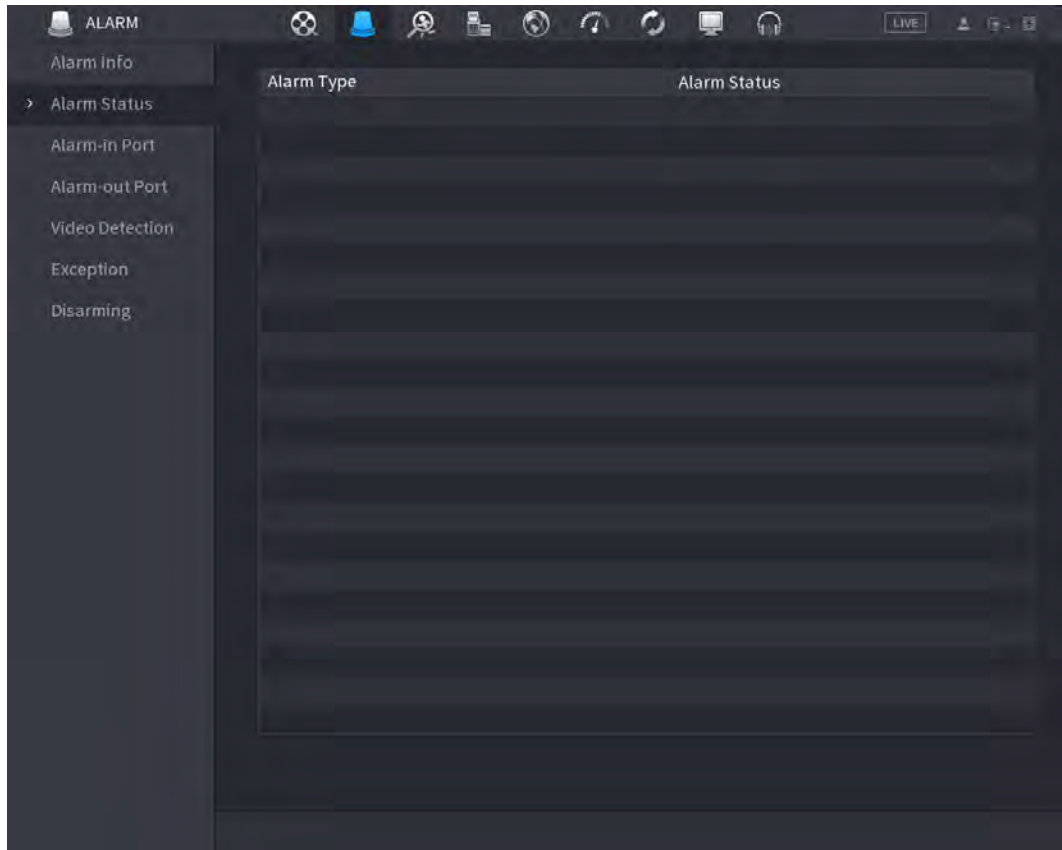 ALARM
LIVE
Alarm Info
Alarm Status
Alarm-in Port
Alarm-out Port
Video Detection
Exception
Disarming
Alarm Type
Alarm Status